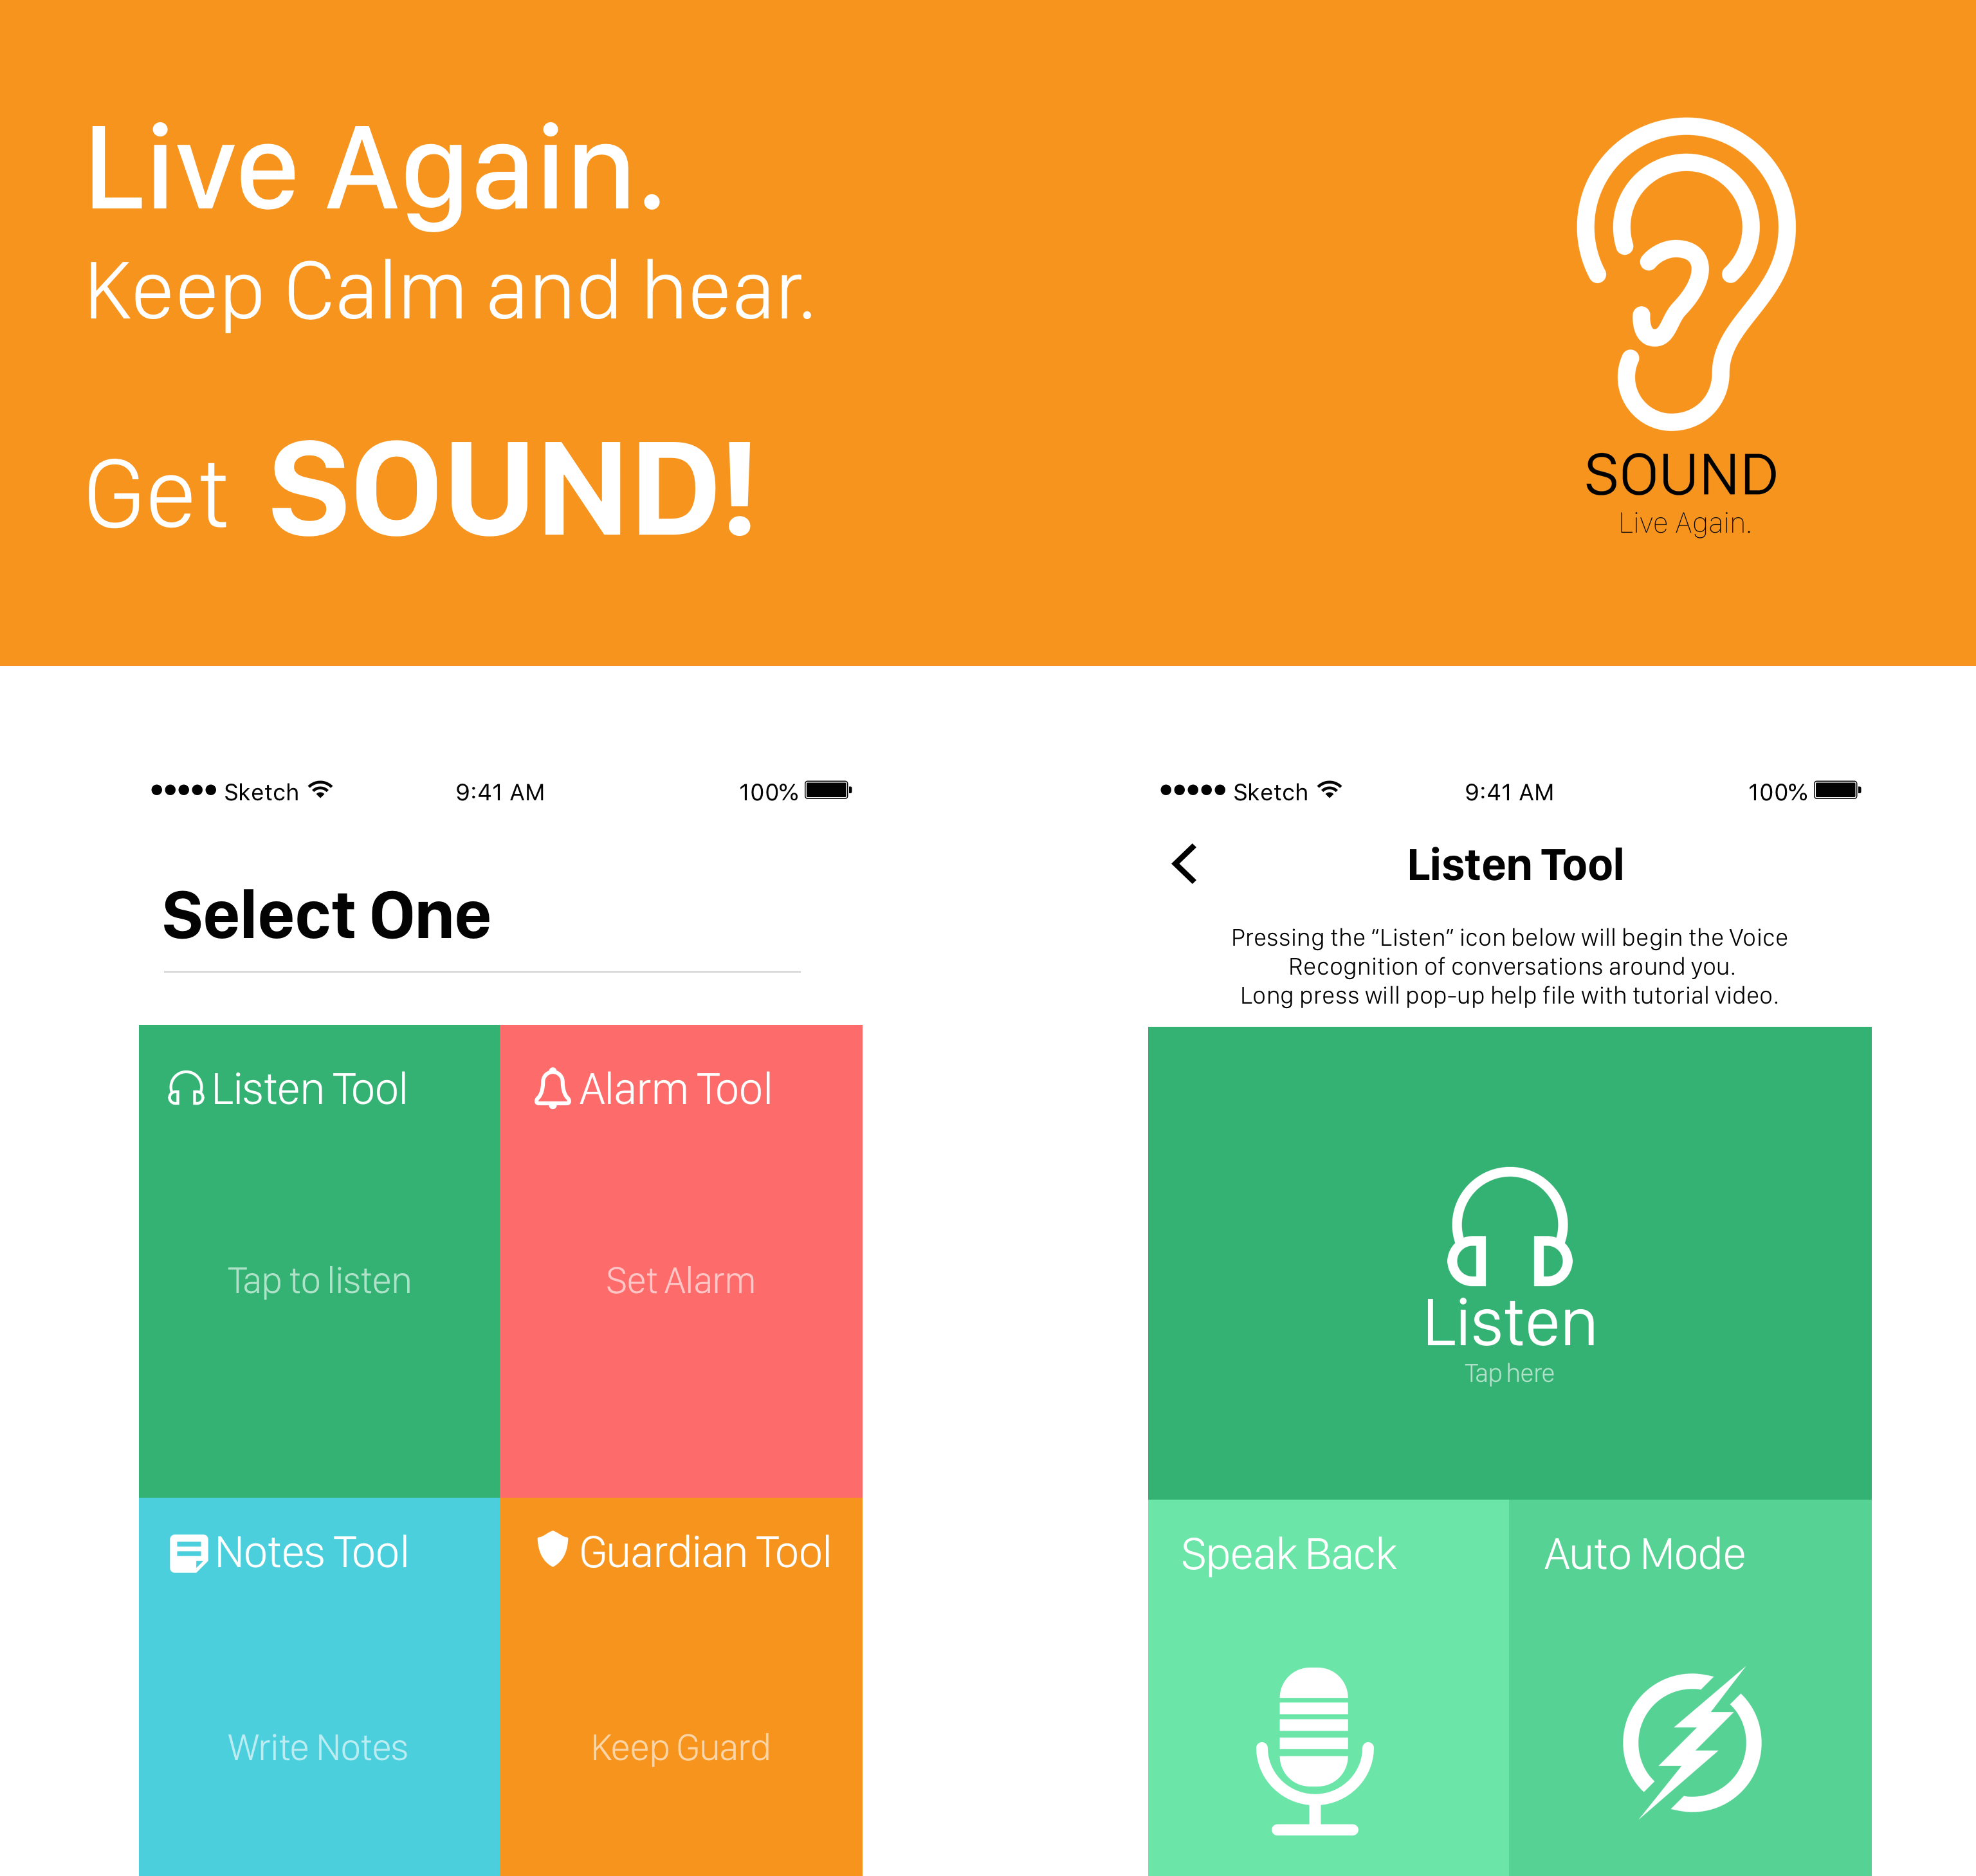 Live Again.
Keep Calm and hear.
Get SOUND!
SOUND
Live Again.
Sketch 9:41 AM 100%
Select One
Listen Tool
Alarm Tool
Tap to listen
Set Alarm
Notes Tool
Guardian Tool
Write Notes
Keep Guard
Sketch 9:41 AM 100%
Listen Tool
Pressing the “Listen” icon below will begin the Voice
Recognition of conversations around you.
Long press will pop-up help file with tutorial video.
Listen
Tap here
Speak Back
Auto Mode